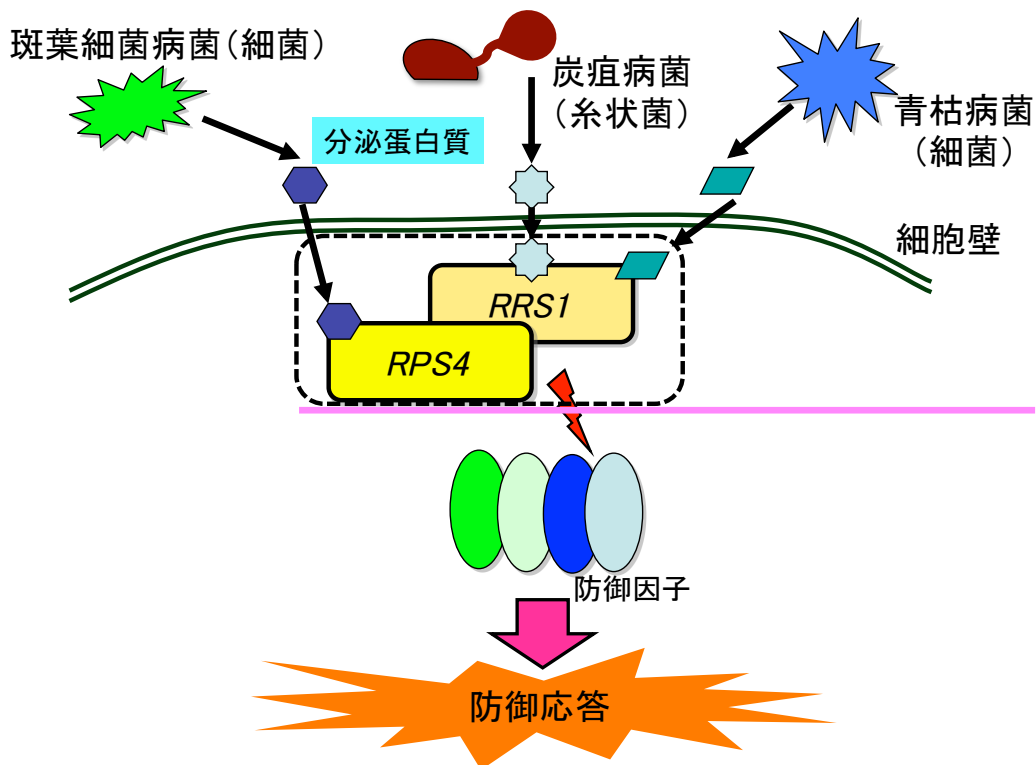 斑葉細菌病菌(細菌)
炭疽病菌
(糸状菌)
青枯病菌
(細菌)
分泌蛋白質
細胞壁
RRS1
RPS4
防御因子
防御応答